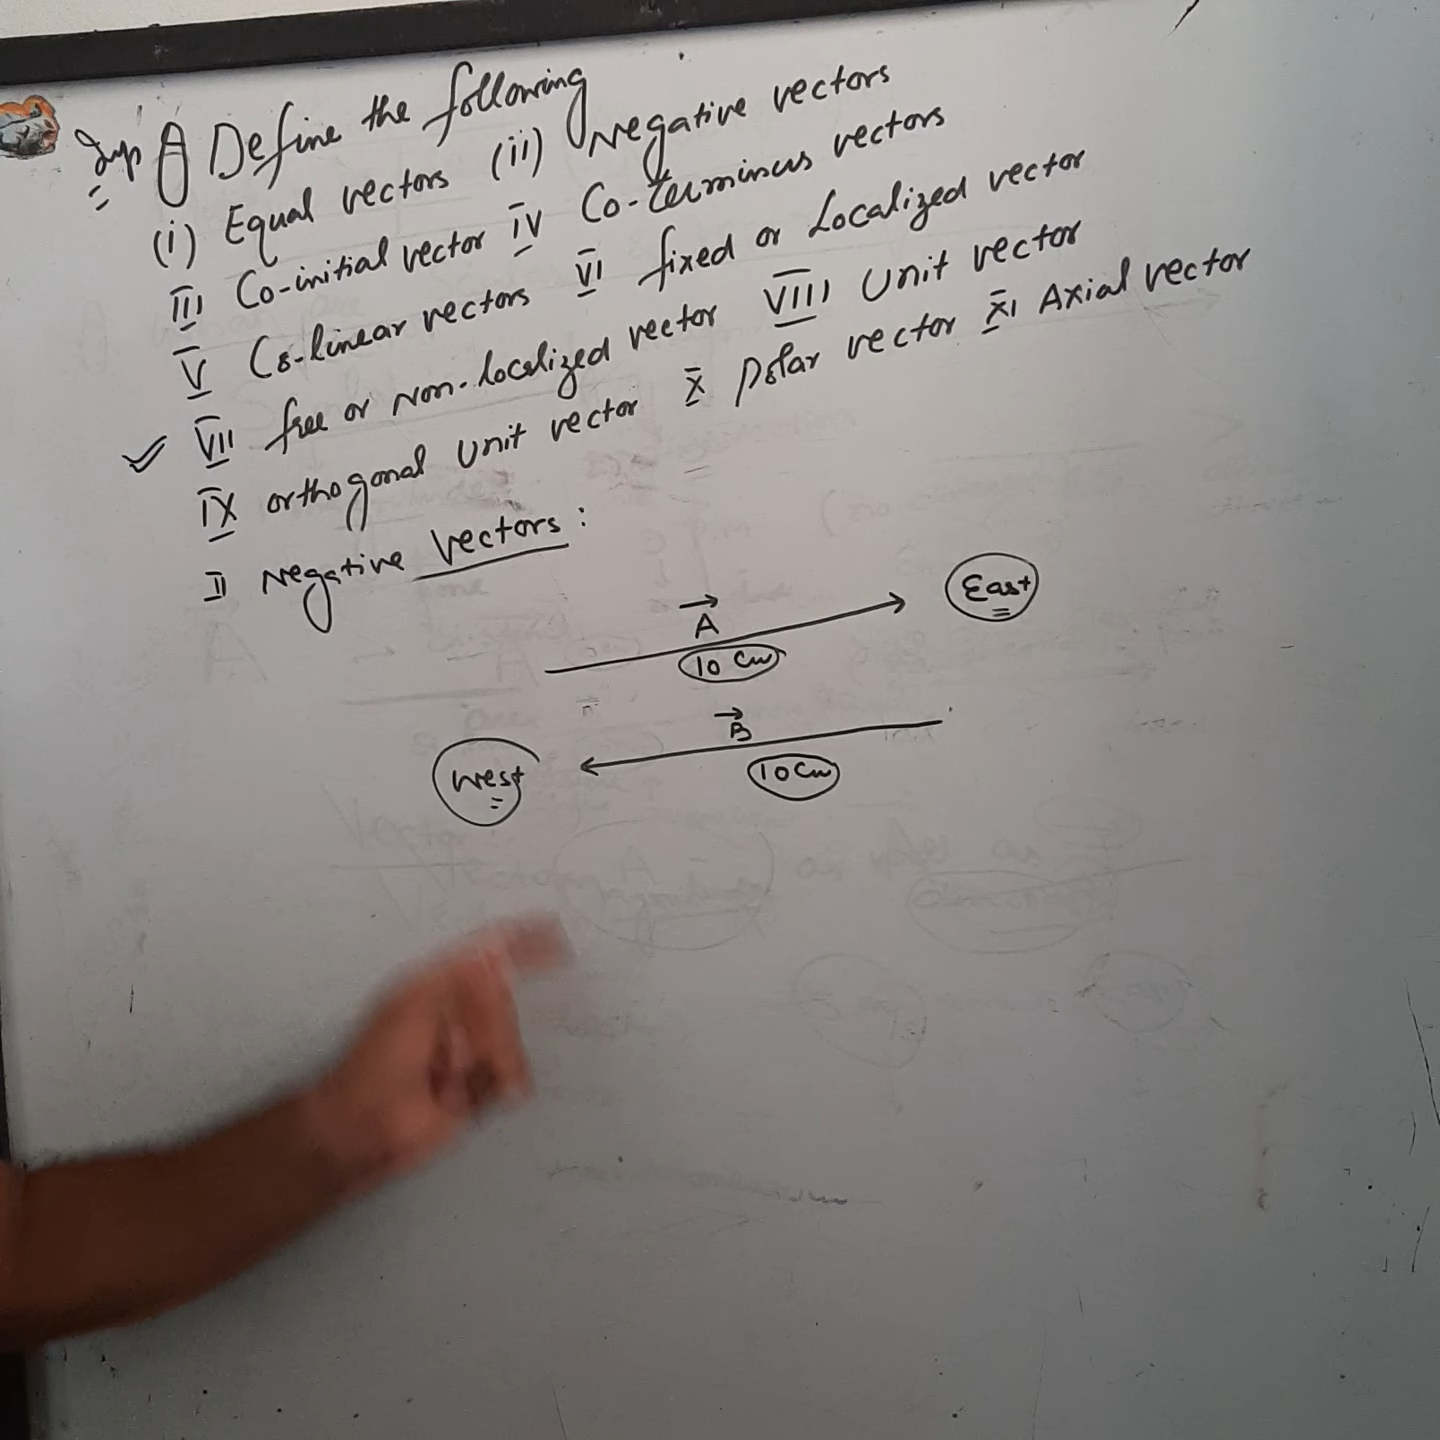 Imp Q Define the following
(i) Equal vectors (ii) Negative vectors
III Co-initial vector IV Co-terminus vectors
V Co-linear vectors VI fixed or Localized vector
VII free or Non-localized vector VIII Unit vector
IX orthogonal Unit vector X polar vector XI Axial vector
II Negative Vectors :
East
A
10 Cm
B
West
10 Cm